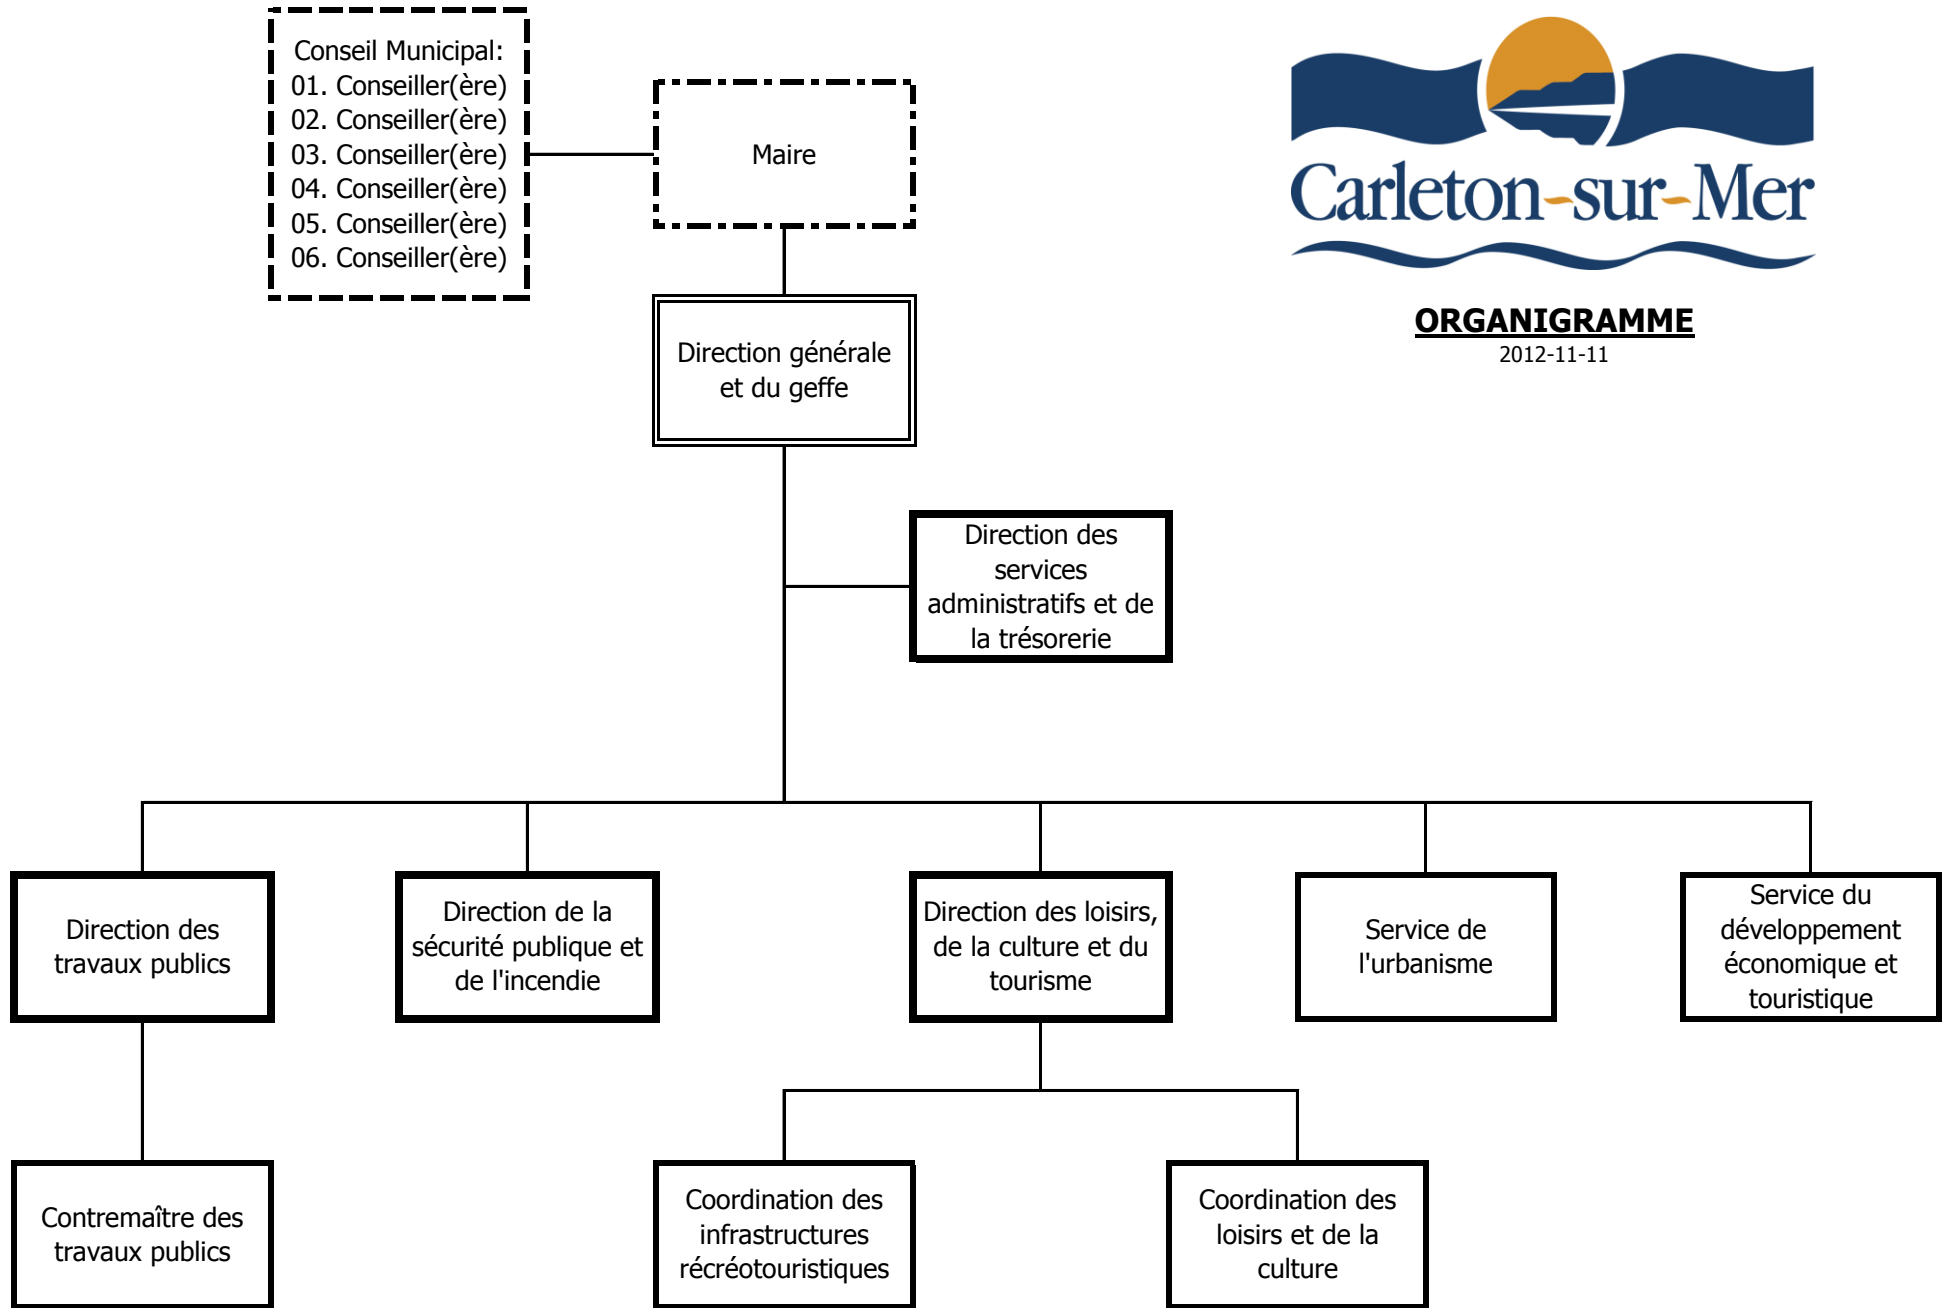 Conseil Municipal:
01. Conseiller(ère)
02. Conseiller(ère)
03. Conseiller(ère)
04. Conseiller(ère)
05. Conseiller(ère)
06. Conseiller(ère)
Maire
Carleton-sur-Mer
ORGANIGRAMME
2012-11-11
Direction générale
et du geffe
Direction des
services
administratifs et de
la trésorerie
Direction des
travaux publics
Direction de la
sécurité publique et
de l'incendie
Direction des loisirs,
de la culture et du
tourisme
Service de
l'urbanisme
Service du
développement
économique et
touristique
Contremaître des
travaux publics
Coordination des
infrastructures
récréotouristiques
Coordination des
loisirs et de la
culture